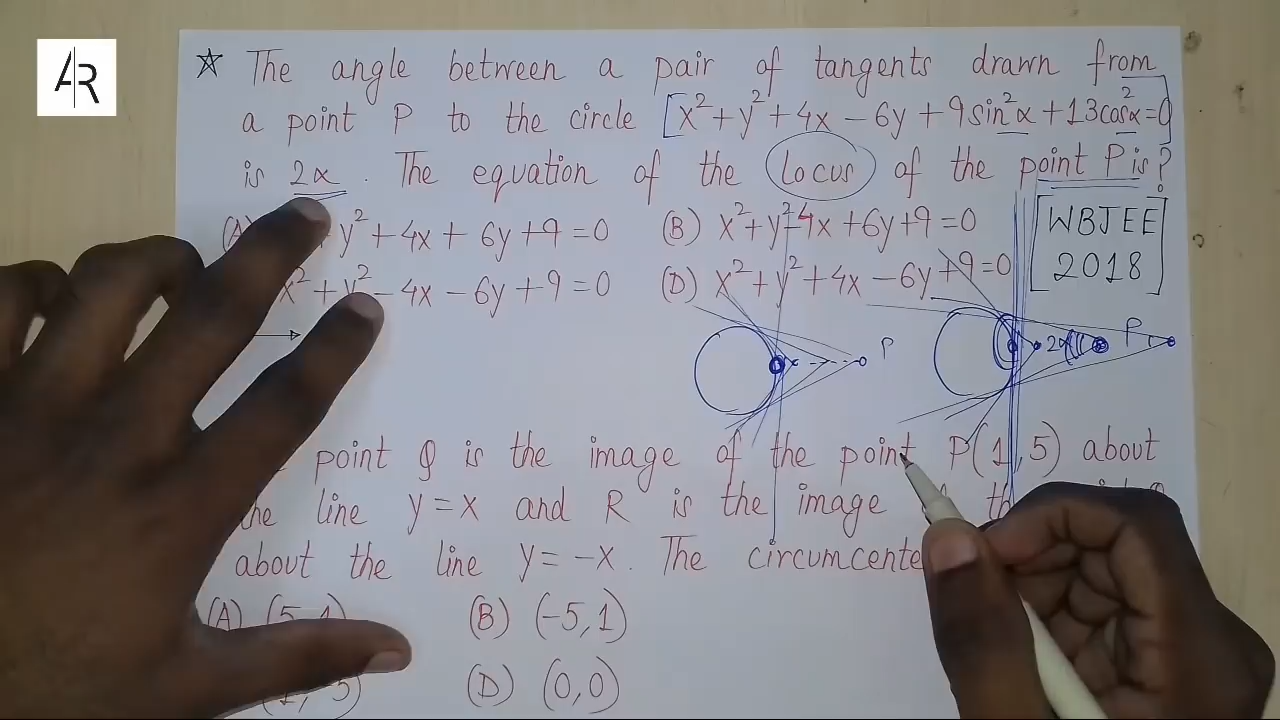 AR
☆ The angle between a pair of tangents drawn from
a point P to the circle [x²+y²+4x-6y+9sin²α+13cos²α=0]
is 2α. The equation of the locus of the point P is?
y²+4x+6y+9=0 (B) x²+y²-4x+6y+9=0
x²+y²-4x-6y+9=0 (D) x²+y²+4x-6y+9=0
[WBJEE
2018]
P 2α P
point Q is the image of the point P(1,5) about
the line y=x and R is the image
about the line y=-x. The
(A) (B) (-5,1)
(D) (0,0)